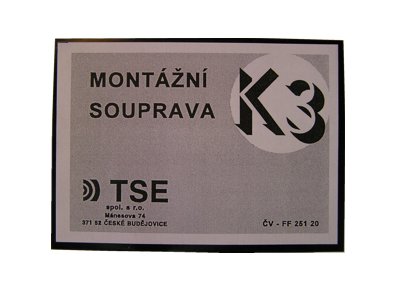 MONTÁŽNÍ
SOUPRAVA
K3
TSE
spol. s r.o.
Mánesova 74
371 52 ČESKÉ BUDĚJOVICE
ČV - FF 251 20